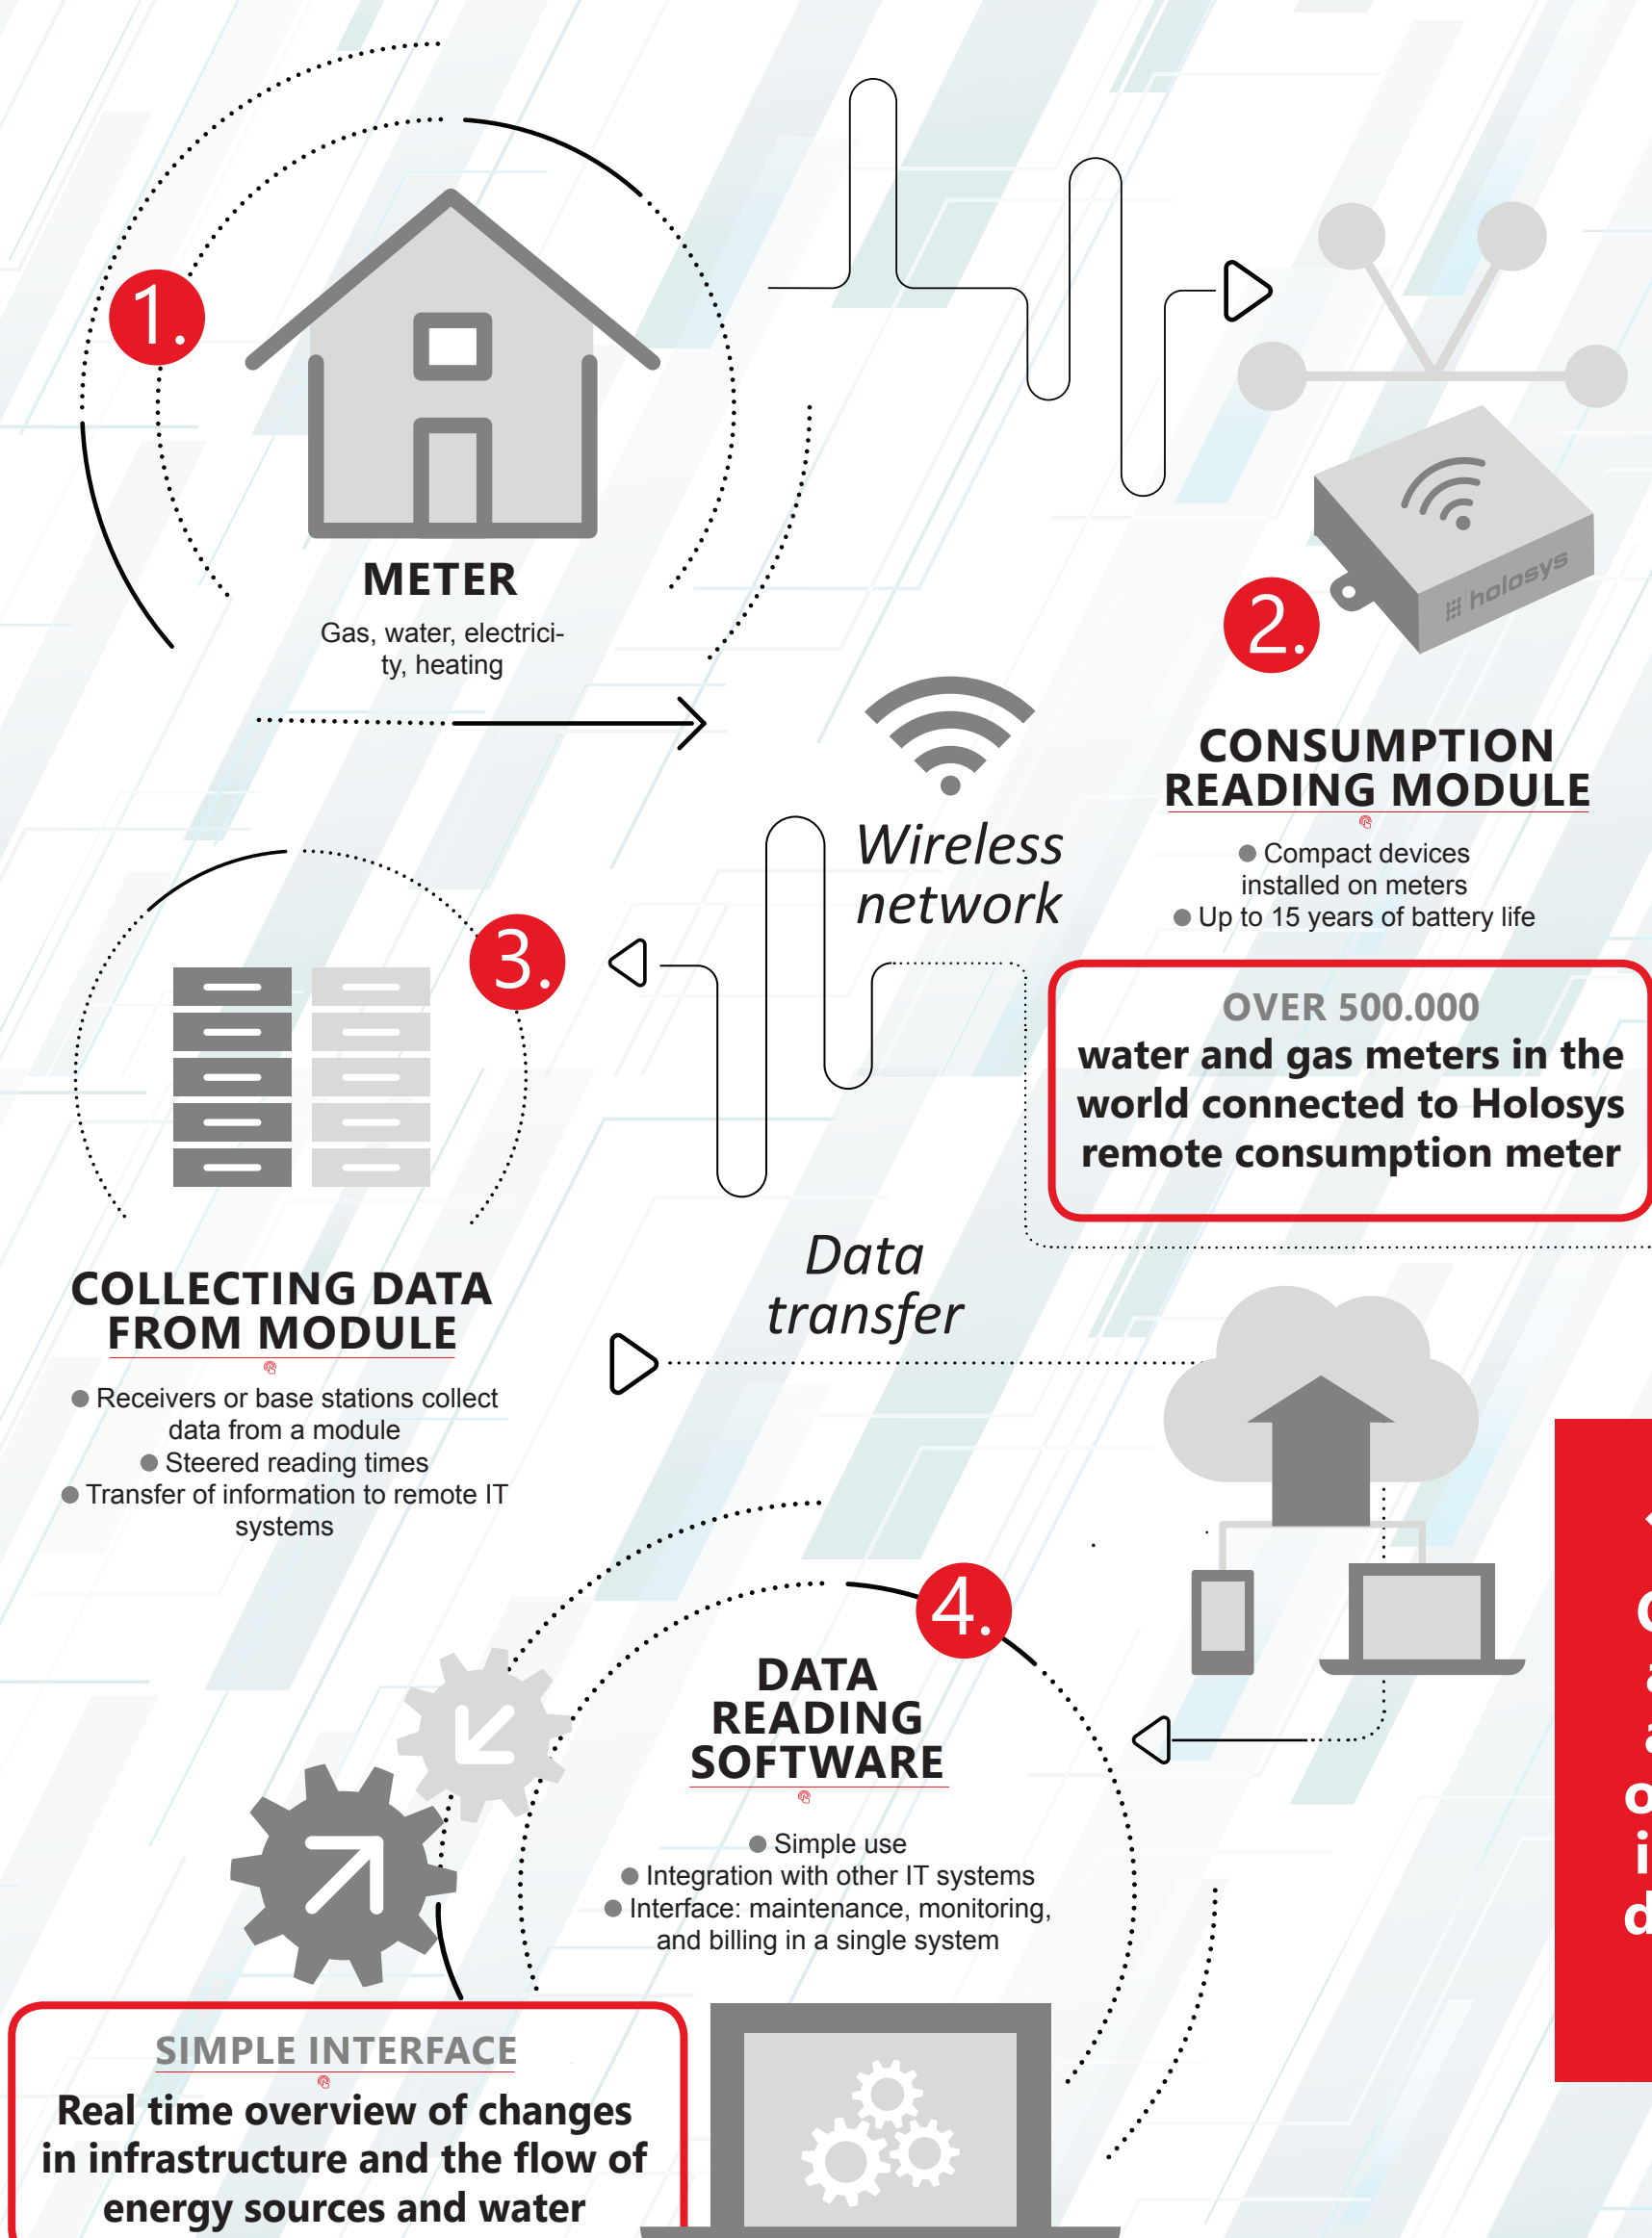 1.
METER
Gas, water, electrici-
ty, heating
holosys
2.
CONSUMPTION
READING MODULE
● Compact devices
installed on meters
● Up to 15 years of battery life
Wireless
network
OVER 500.000
water and gas meters in the
world connected to Holosys
remote consumption meter
3.
COLLECTING DATA
FROM MODULE
● Receivers or base stations collect
data from a module
● Steered reading times
● Transfer of information to remote IT
systems
Data
transfer
4.
DATA
READING
SOFTWARE
● Simple use
● Integration with other IT systems
● Interface: maintenance, monitoring,
and billing in a single system
SIMPLE INTERFACE
Real time overview of changes
in infrastructure and the flow of
energy sources and water